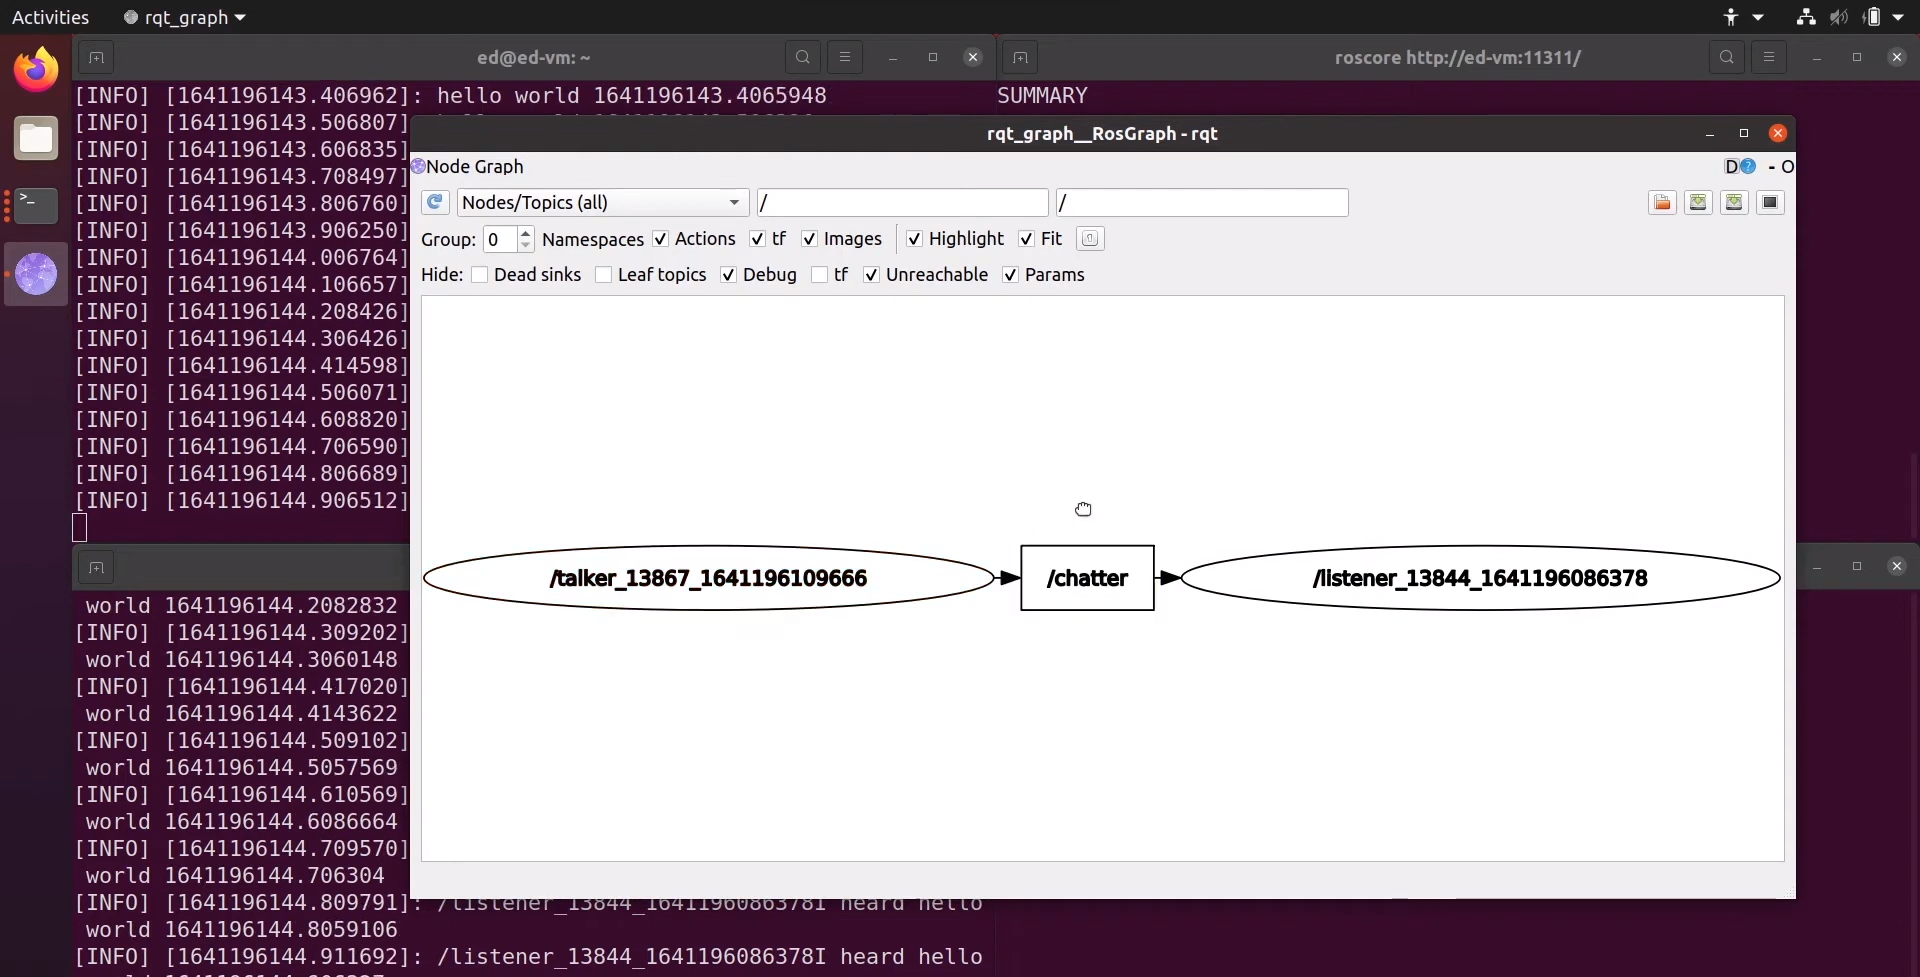 Activities rqt_graph
ed@ed-vm: ~
roscore http://ed-vm:11311/
[INFO] [1641196143.406962]: hello world 1641196143.4065948
[INFO] [1641196143.506807]
[INFO] [1641196143.606835]
[INFO] [1641196143.708497]
[INFO] [1641196143.806760]
[INFO] [1641196143.906250]
[INFO] [1641196144.006764]
[INFO] [1641196144.106657]
[INFO] [1641196144.208426]
[INFO] [1641196144.306426]
[INFO] [1641196144.414598]
[INFO] [1641196144.506071]
[INFO] [1641196144.608820]
[INFO] [1641196144.706590]
[INFO] [1641196144.806689]
[INFO] [1641196144.906512]
SUMMARY
rqt_graph__RosGraph - rqt
Node Graph
D - O
Nodes/Topics (all) / /
Group: 0 Namespaces Actions tf Images Highlight Fit
Hide: Dead sinks Leaf topics Debug tf Unreachable Params
/talker_13867_1641196109666 /chatter /listener_13844_1641196086378
world 1641196144.2082832
[INFO] [1641196144.309202]
world 1641196144.3060148
[INFO] [1641196144.417020]
world 1641196144.4143622
[INFO] [1641196144.509102]
world 1641196144.5057569
[INFO] [1641196144.610569]
world 1641196144.6086664
[INFO] [1641196144.709570]
world 1641196144.706304
[INFO] [1641196144.809791]: /listener_13844_1641196086378I heard hello
world 1641196144.8059106
[INFO] [1641196144.911692]: /listener_13844_1641196086378I heard hello